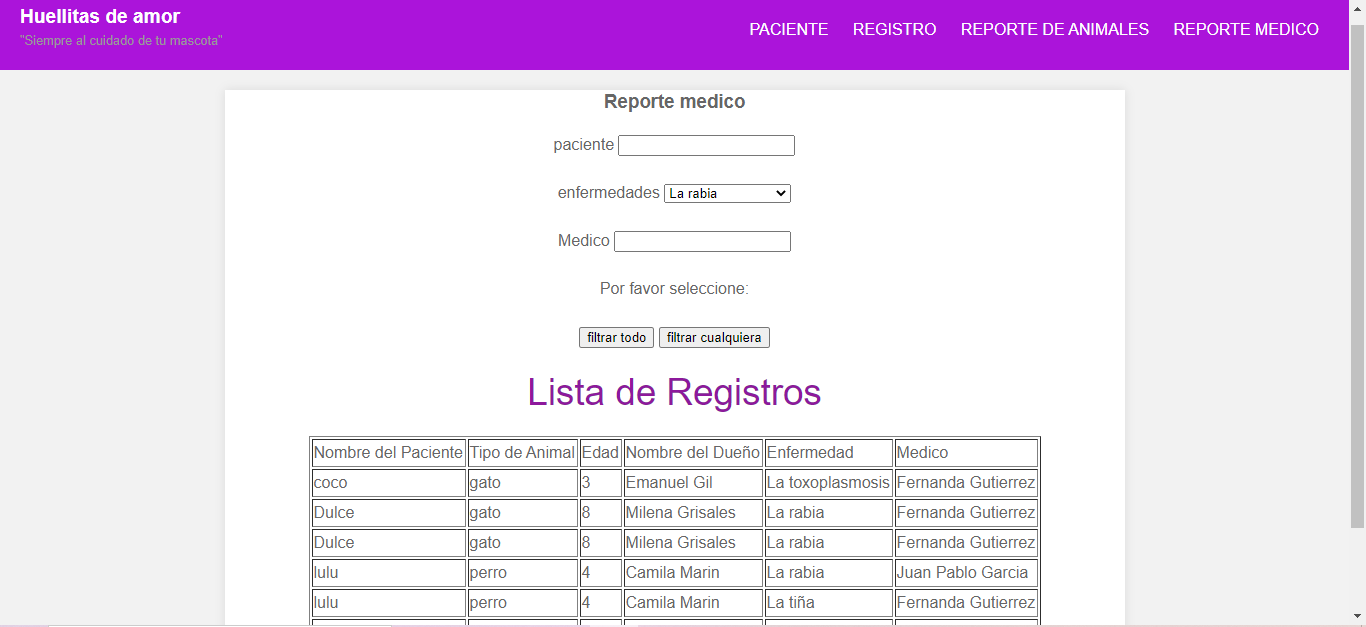 Huellitas de amor
"Siempre al cuidado de tu mascota"
PACIENTE REGISTRO REPORTE DE ANIMALES REPORTE MEDICO
Reporte medico
paciente
enfermedades La rabia
Medico
Por favor seleccione:
filtrar todo filtrar cualquiera
Lista de Registros
Nombre del Paciente Tipo de Animal Edad Nombre del Dueño Enfermedad Medico
coco gato 3 Emanuel Gil La toxoplasmosis Fernanda Gutierrez
Dulce gato 8 Milena Grisales La rabia Fernanda Gutierrez
Dulce gato 8 Milena Grisales La rabia Fernanda Gutierrez
lulu perro 4 Camila Marin La rabia Juan Pablo Garcia
lulu perro 4 Camila Marin La tiña Fernanda Gutierrez